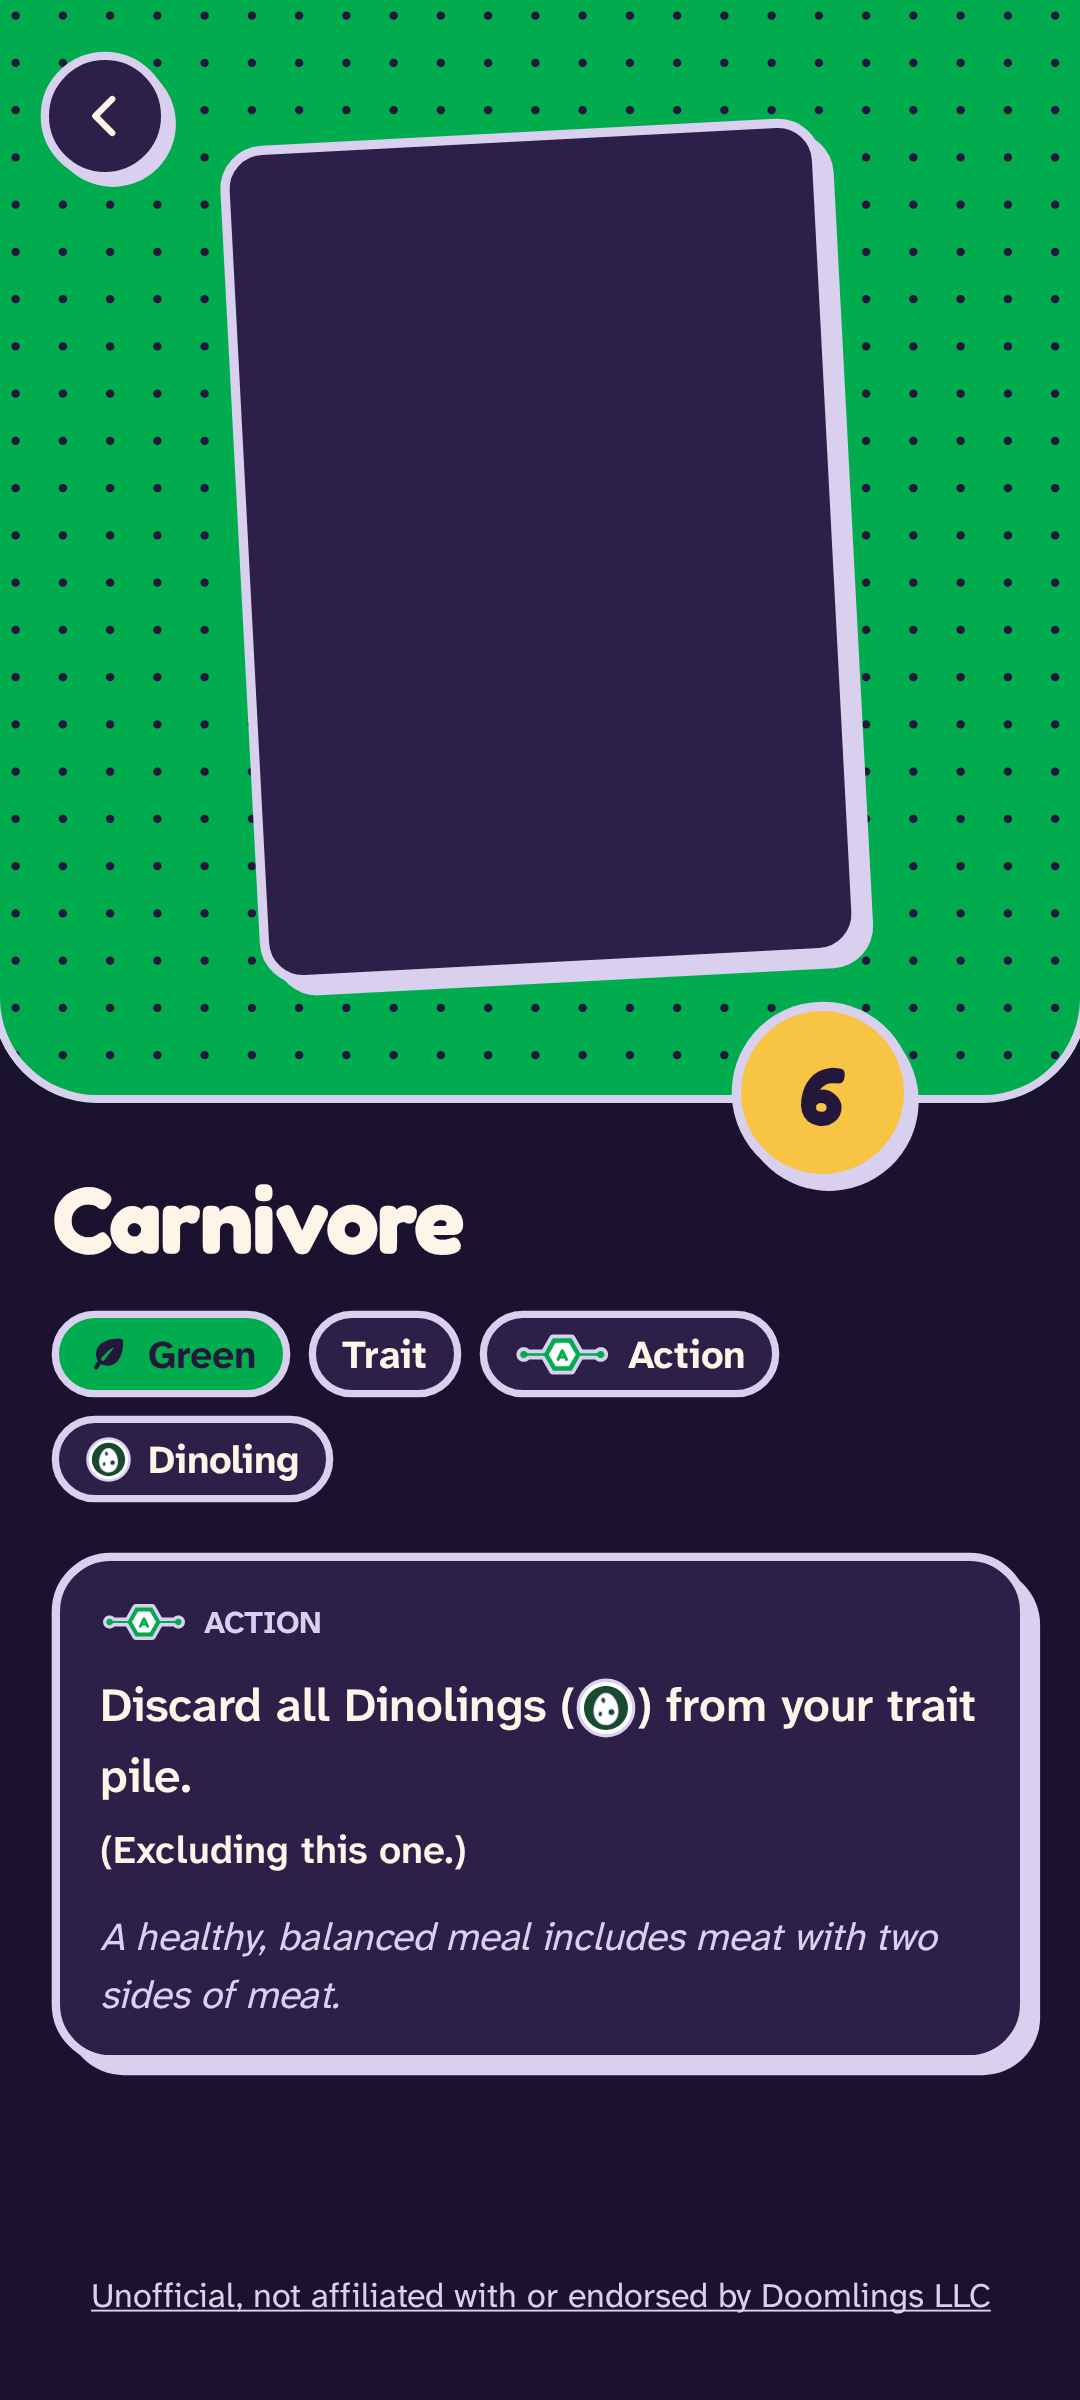 6
Carnivore
Green
Trait
A Action
Dinoling
A ACTION
Discard all Dinolings ( ) from your trait
pile.
(Excluding this one.)
A healthy, balanced meal includes meat with two
sides of meat.
Unofficial, not affiliated with or endorsed by Doomlings LLC